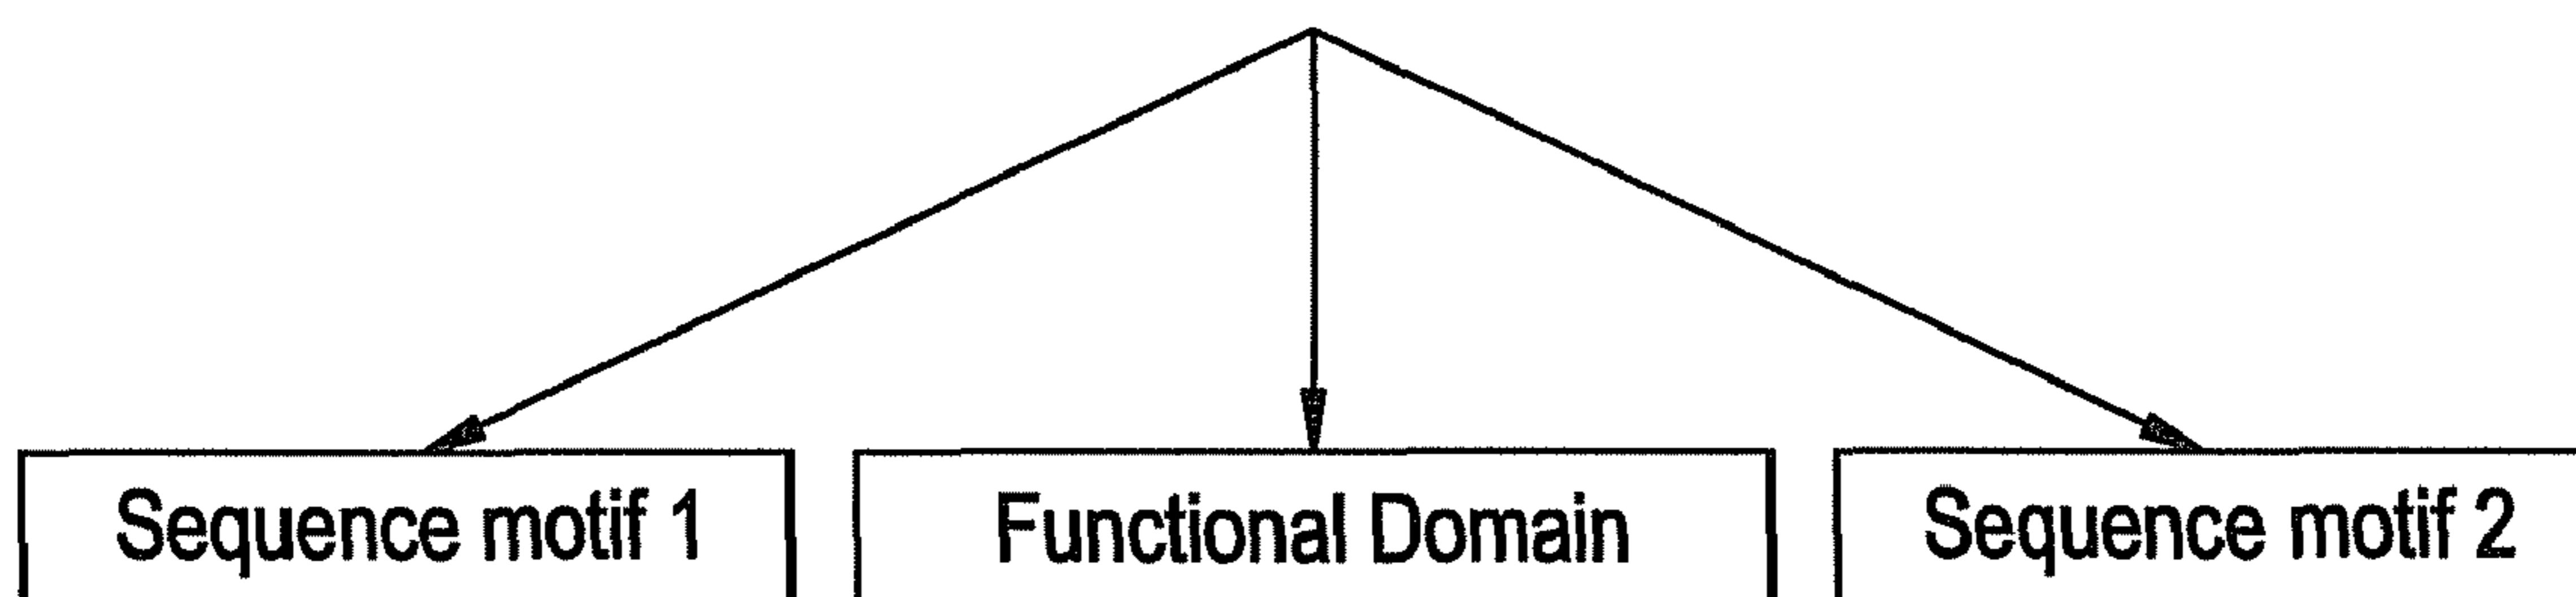 Sequence motif 1
Functional Domain
Sequence motif 2